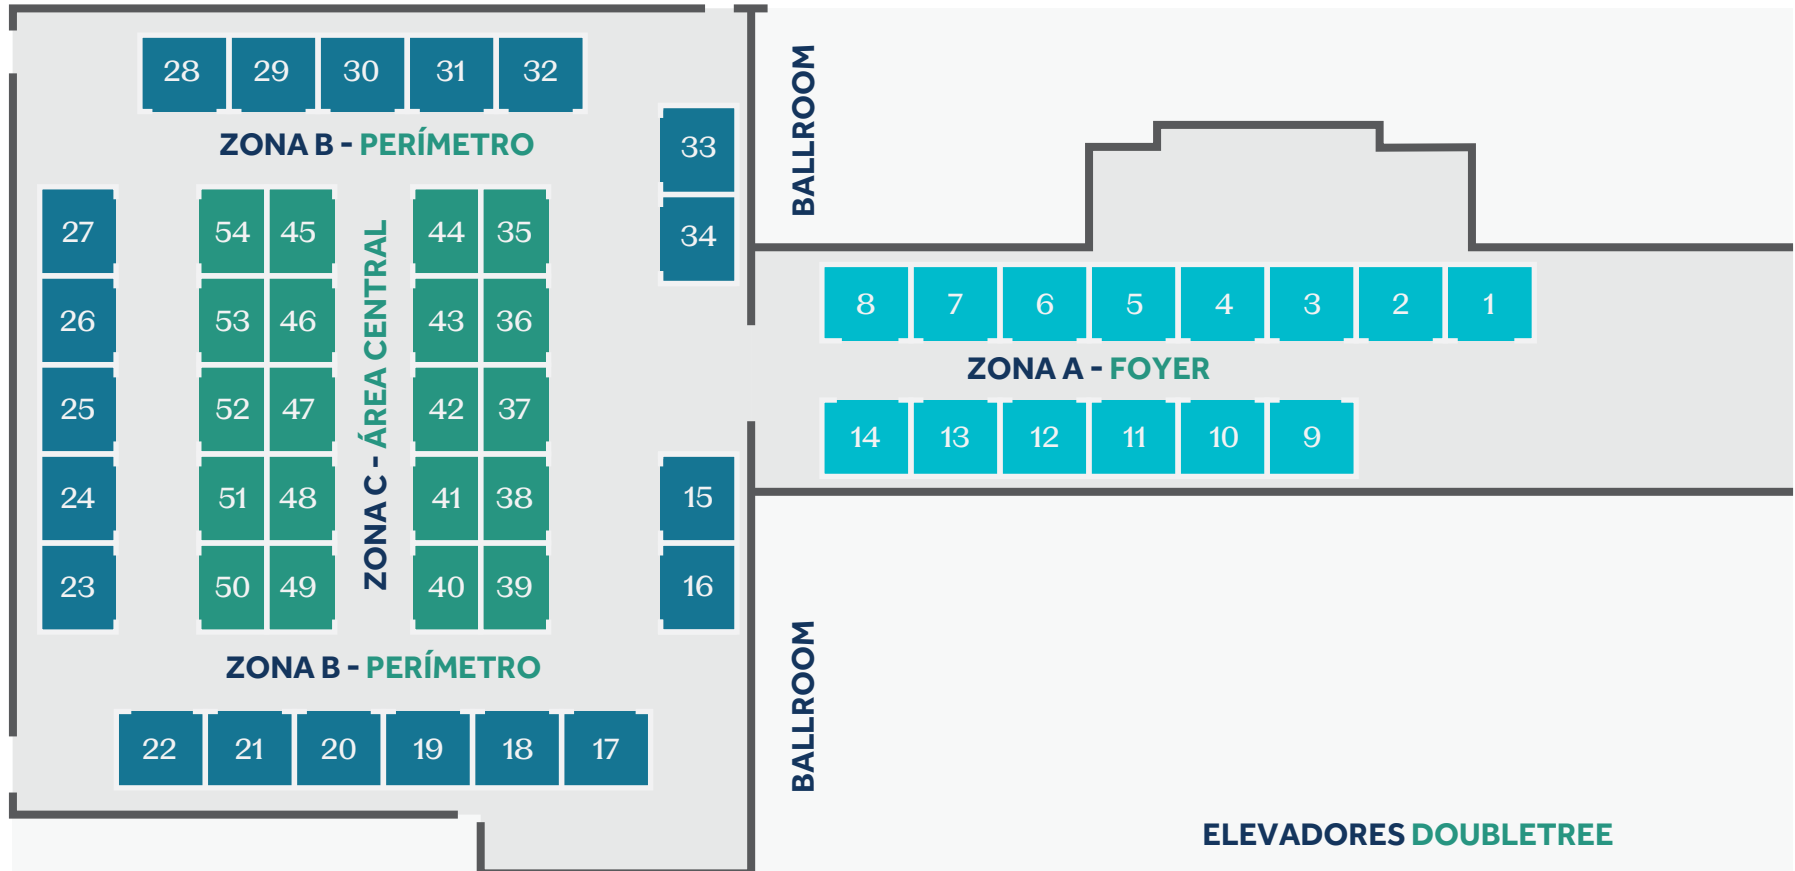 28 29 30 31 32
ZONA B - PERÍMETRO
33
34
27
26
25
24
23
54 45
53 46
52 47
51 48
50 49
ZONA C - ÁREA CENTRAL
44 35
43 36
42 37
41 38
40 39
15
16
ZONA B - PERÍMETRO
22 21 20 19 18 17
BALLROOM
BALLROOM
8 7 6 5 4 3 2 1
ZONA A - FOYER
14 13 12 11 10 9
ELEVADORES DOUBLETREE